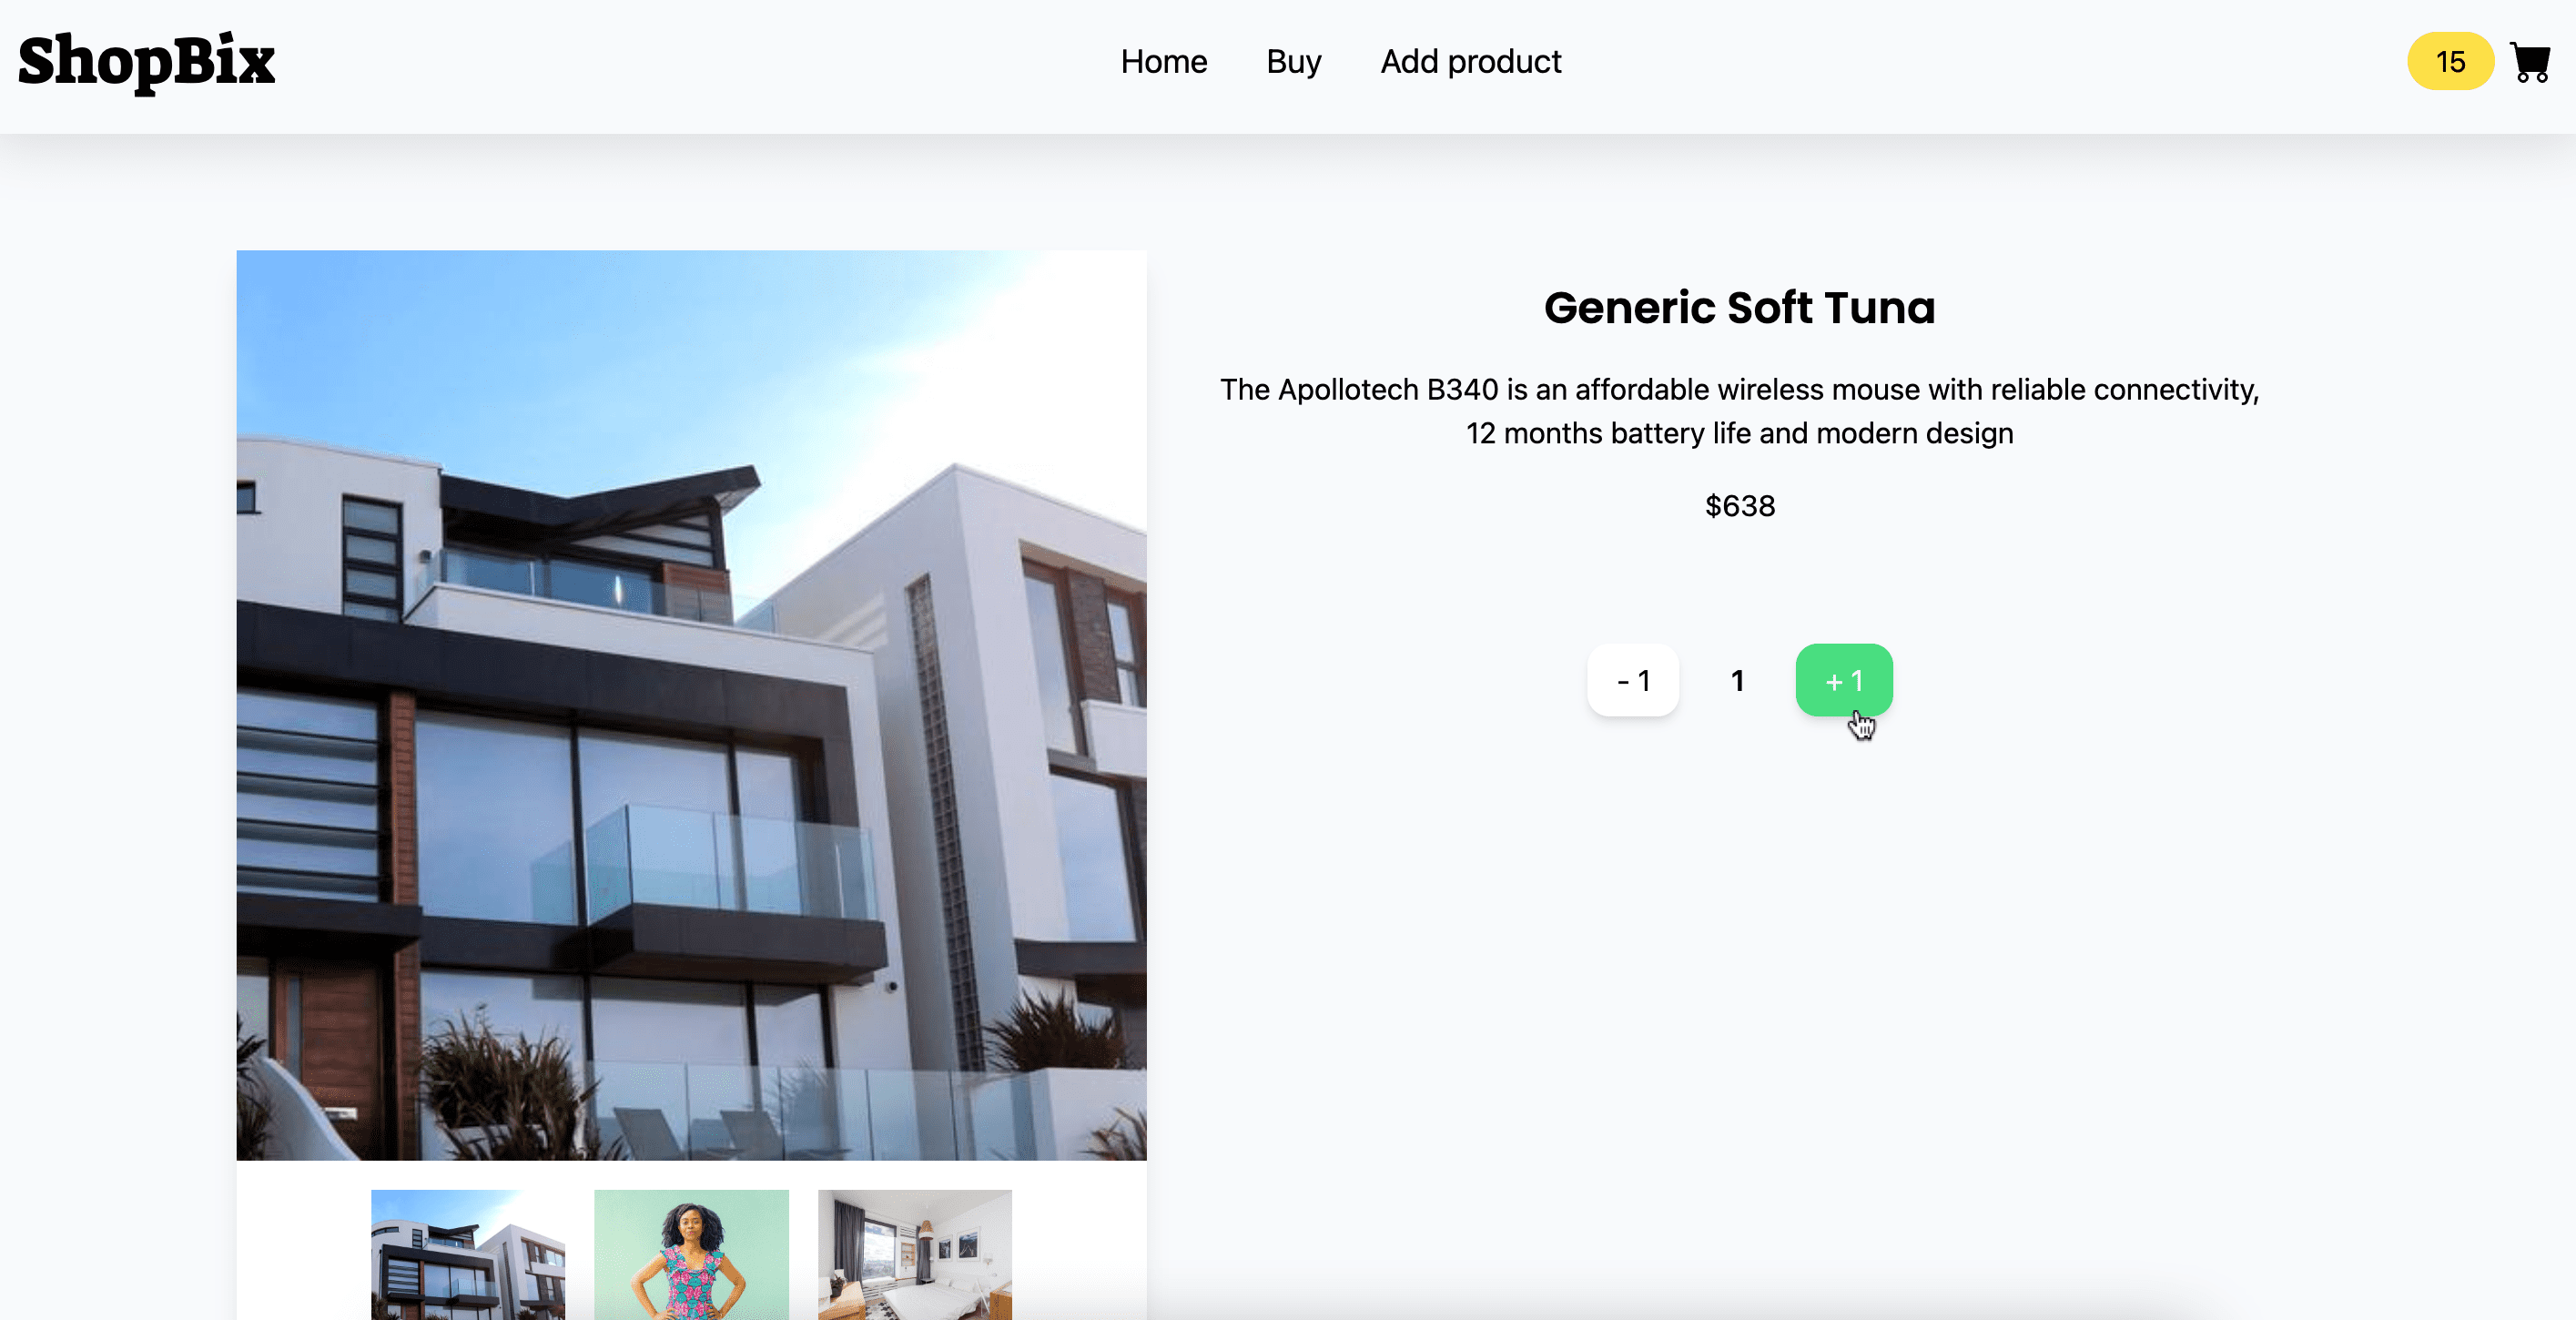 ShopBix
Home
Buy
Add product
15
Generic Soft Tuna
The Apollotech B340 is an affordable wireless mouse with reliable connectivity,
12 months battery life and modern design
$638
- 1
1
+ 1